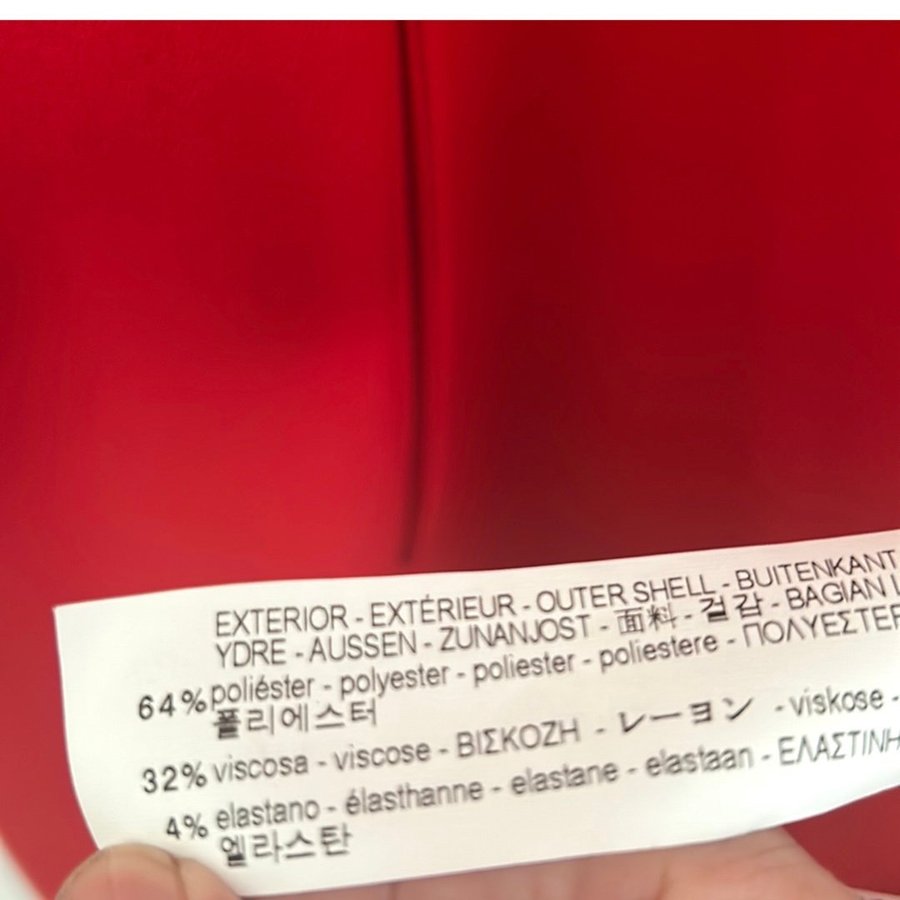 EXTERIOR - EXTÉRIEUR - OUTER SHELL - BUITENKANT
YDRE - AUSSEN - ZUNANJOST - 面料 - 겉감 - BAGIAN
64% poliéster - polyester - poliester - poliestere - ΠΟΛΥΕΣΤΕΡ
폴리에스터
32% viscosa - viscose - ΒΙΣΚΟΖΗ - レーヨン - viskose -
4% elastano - élasthanne - elastane - elastaan - ΕΛΑΣΤΙΝΗ
엘라스탄